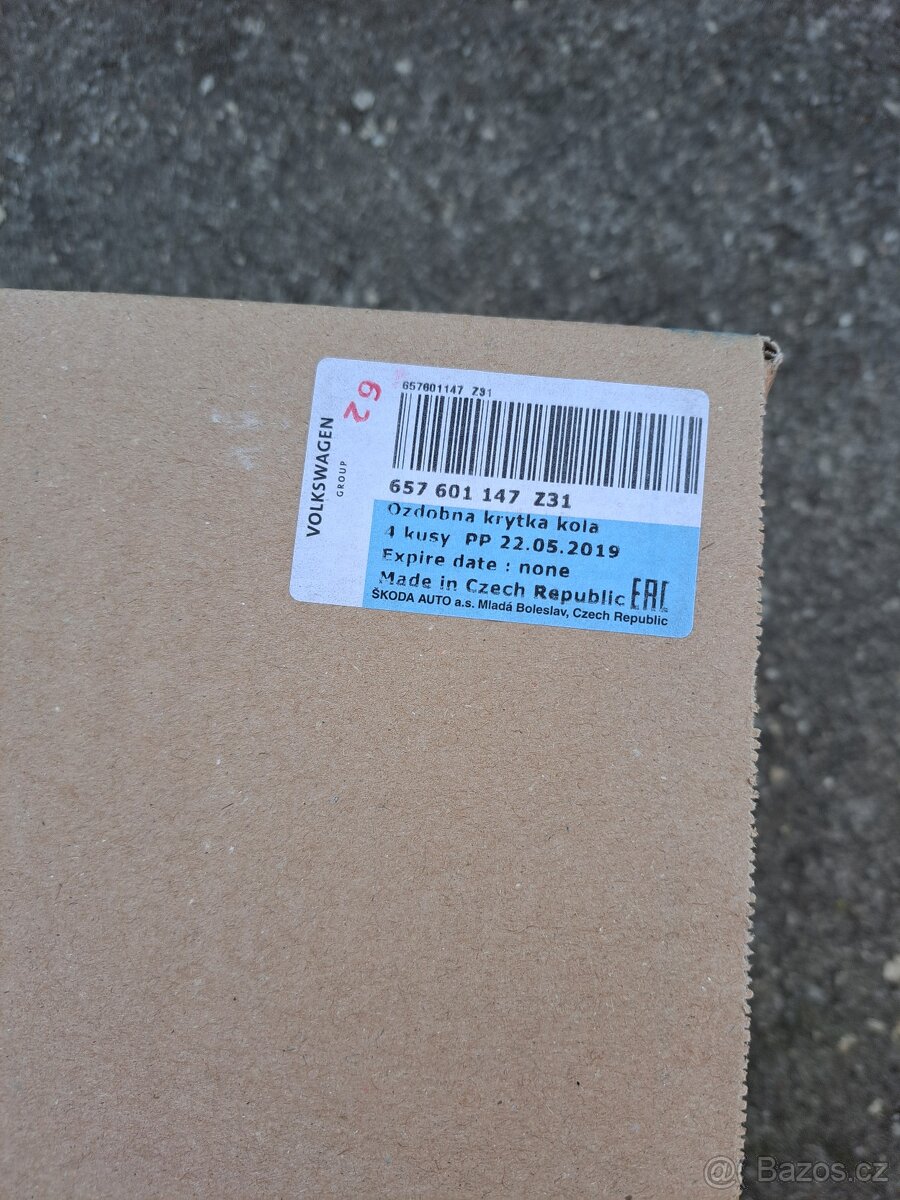 VOLKSWAGEN
GROUP
62
657601147 Z31
657 601 147 Z31
Ozdobna krytka kola
4 kusy PP 22.05.2019
Expire date : none
Made in Czech Republic EAC
ŠKODA AUTO a.s. Mladá Boleslav, Czech Republic
@ Bazos.cz